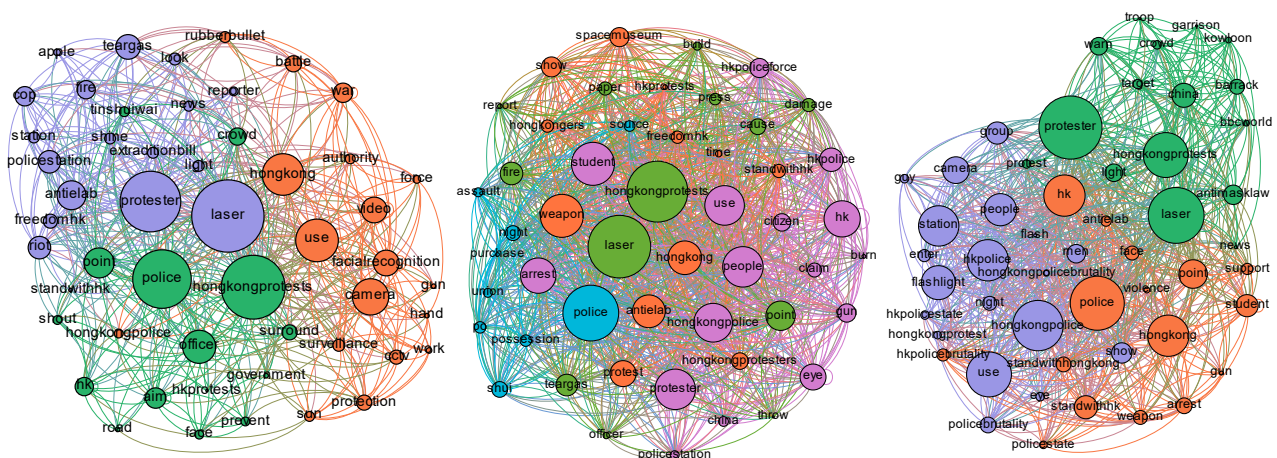 rubberbullet
teargas
apple
look
battle
cop
fire
reporter
war
news
tinshuiwai
station
shine
crowd
extraditionbill
policestation
light
authority
antielab
hongkong
force
protester
laser
video
freedomhk
riot
use
point
police
facialrecognition
standwithhk
hongkongprotests
camera
gun
shout
hand
hongkongpolice
surround
officer
surveillance
work
cctv
hk
government
hkprotests
aim
protection
sun
road
face
prevent
spacemuseum
build
show
hkpoliceforce
paper
hkprotests
press
report
damage
hongkongers
source
cause
freedomhk
time
student
hkpolice
fire
standwithhk
assault
hongkongprotests
weapon
use
citizen
hk
night
laser
purchase
hongkong
burn
arrest
people
claim
union
police
antielab
gun
po
hongkongpolice
point
possession
protest
hongkongprotesters
shui
teargas
protester
eye
throw
china
officer
policestation
troop
garrison
warn
crowd
kowloon
target
china
barrack
bbcworld
protester
group
hongkongprotests
camera
protest
light
guy
hk
antimasklaw
people
station
antielab
laser
flash
enter
men
face
news
hkpolice
hongkongpolicebrutality
point
support
flashlight
violence
night
police
student
hkpolicestate
hongkongpolice
hongkongprotest
hongkong
hkpolicebrutality
show
standwithhongkong
use
gun
eye
standwithhk
arrest
policebrutality
weapon
policestate